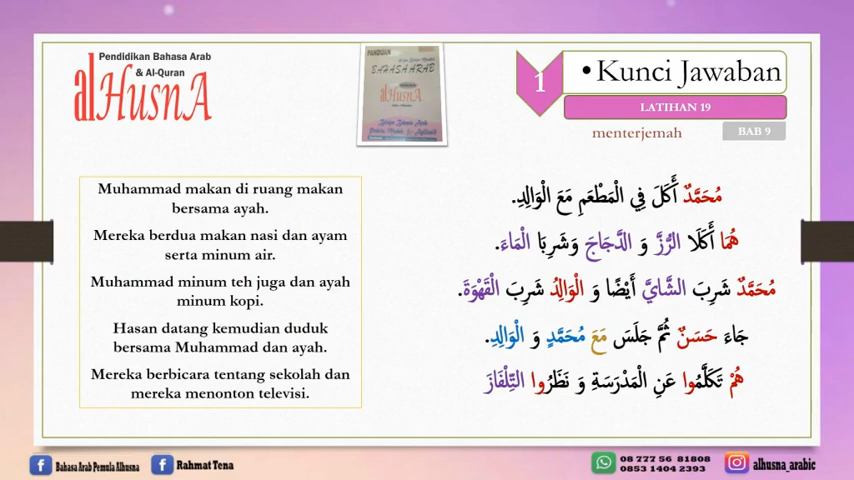 Pendidikan Bahasa Arab
& Al-Quran
alHusnA
PANDUAN
BAHASA ARAB
alHusnA
1
• Kunci Jawaban
LATIHAN 19
menterjemah
BAB 9
Muhammad makan di ruang makan
bersama ayah.
Mereka berdua makan nasi dan ayam
serta minum air.
Muhammad minum teh juga dan ayah
minum kopi.
Hasan datang kemudian duduk
bersama Muhammad dan ayah.
Mereka berbicara tentang sekolah dan
mereka menonton televisi.
مُحَمَّدٌ أَكَلَ فِي الْمَطْعَمِ مَعَ الْوَالِدِ.
هُمَا أَكَلَا الرُّزَّ وَ الدَّجَاجَ وَشَرِبَا الْمَاءَ.
مُحَمَّدٌ شَرِبَ الشَّايَّ أَيْضًا وَ الْوَالِدُ شَرِبَ الْقَهْوَةَ.
جَاءَ حَسَنٌ ثُمَّ جَلَسَ مَعَ مُحَمَّدٍ وَ الْوَالِدِ.
هُمْ تَكَلَّمُوا عَنِ الْمَدْرَسَةِ وَ نَظَرُوا التِّلْفَازَ
Bahasa Arab Pemula Alhusna
Rahmat Tena
08 777 56 81808
0853 1404 2393
alhusna_arabic